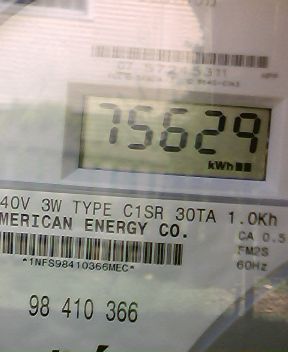 75629
kWh
40V 3W TYPE C1SR 30TA 1.0Kh
MERICAN ENERGY CO.
CA 0.5
FM2S
60Hz
*1NFS98410366MEC*
98 410 366